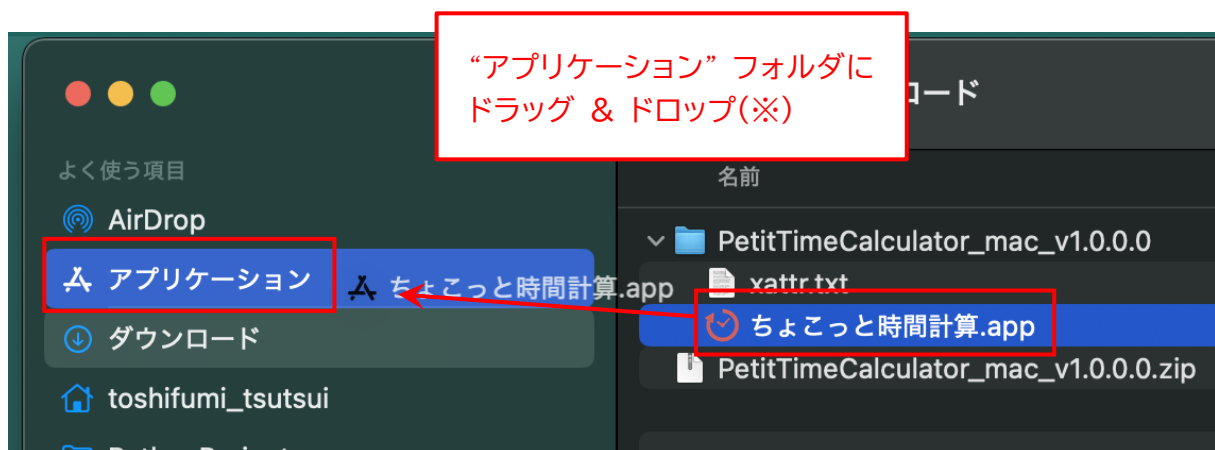 “アプリケーション” フォルダに
ドラッグ & ドロップ(※)
ード
よく使う項目
名前
AirDrop
PetitTimeCalculator_mac_v1.0.0.0
アプリケーション
ちょこっと時間計算.app
xattr.txt
ちょこっと時間計算.app
ダウンロード
PetitTimeCalculator_mac_v1.0.0.0.zip
toshifumi_tsutsui